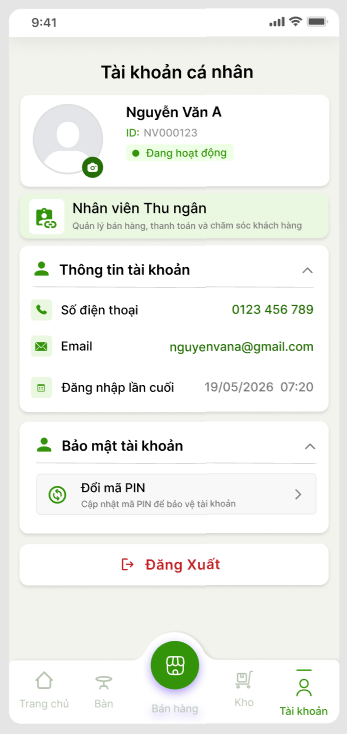 9:41
Tài khoản cá nhân
Nguyễn Văn A
ID: NV000123
Đang hoạt động
Nhân viên Thu ngân
Quản lý bán hàng, thanh toán và chăm sóc khách hàng
Thông tin tài khoản
Số điện thoại 0123 456 789
Email nguyenvana@gmail.com
Đăng nhập lần cuối 19/05/2026 07:20
Bảo mật tài khoản
Đổi mã PIN
Cập nhật mã PIN để bảo vệ tài khoản
Đăng Xuất
Trang chủ Bàn Bán hàng Kho Tài khoản